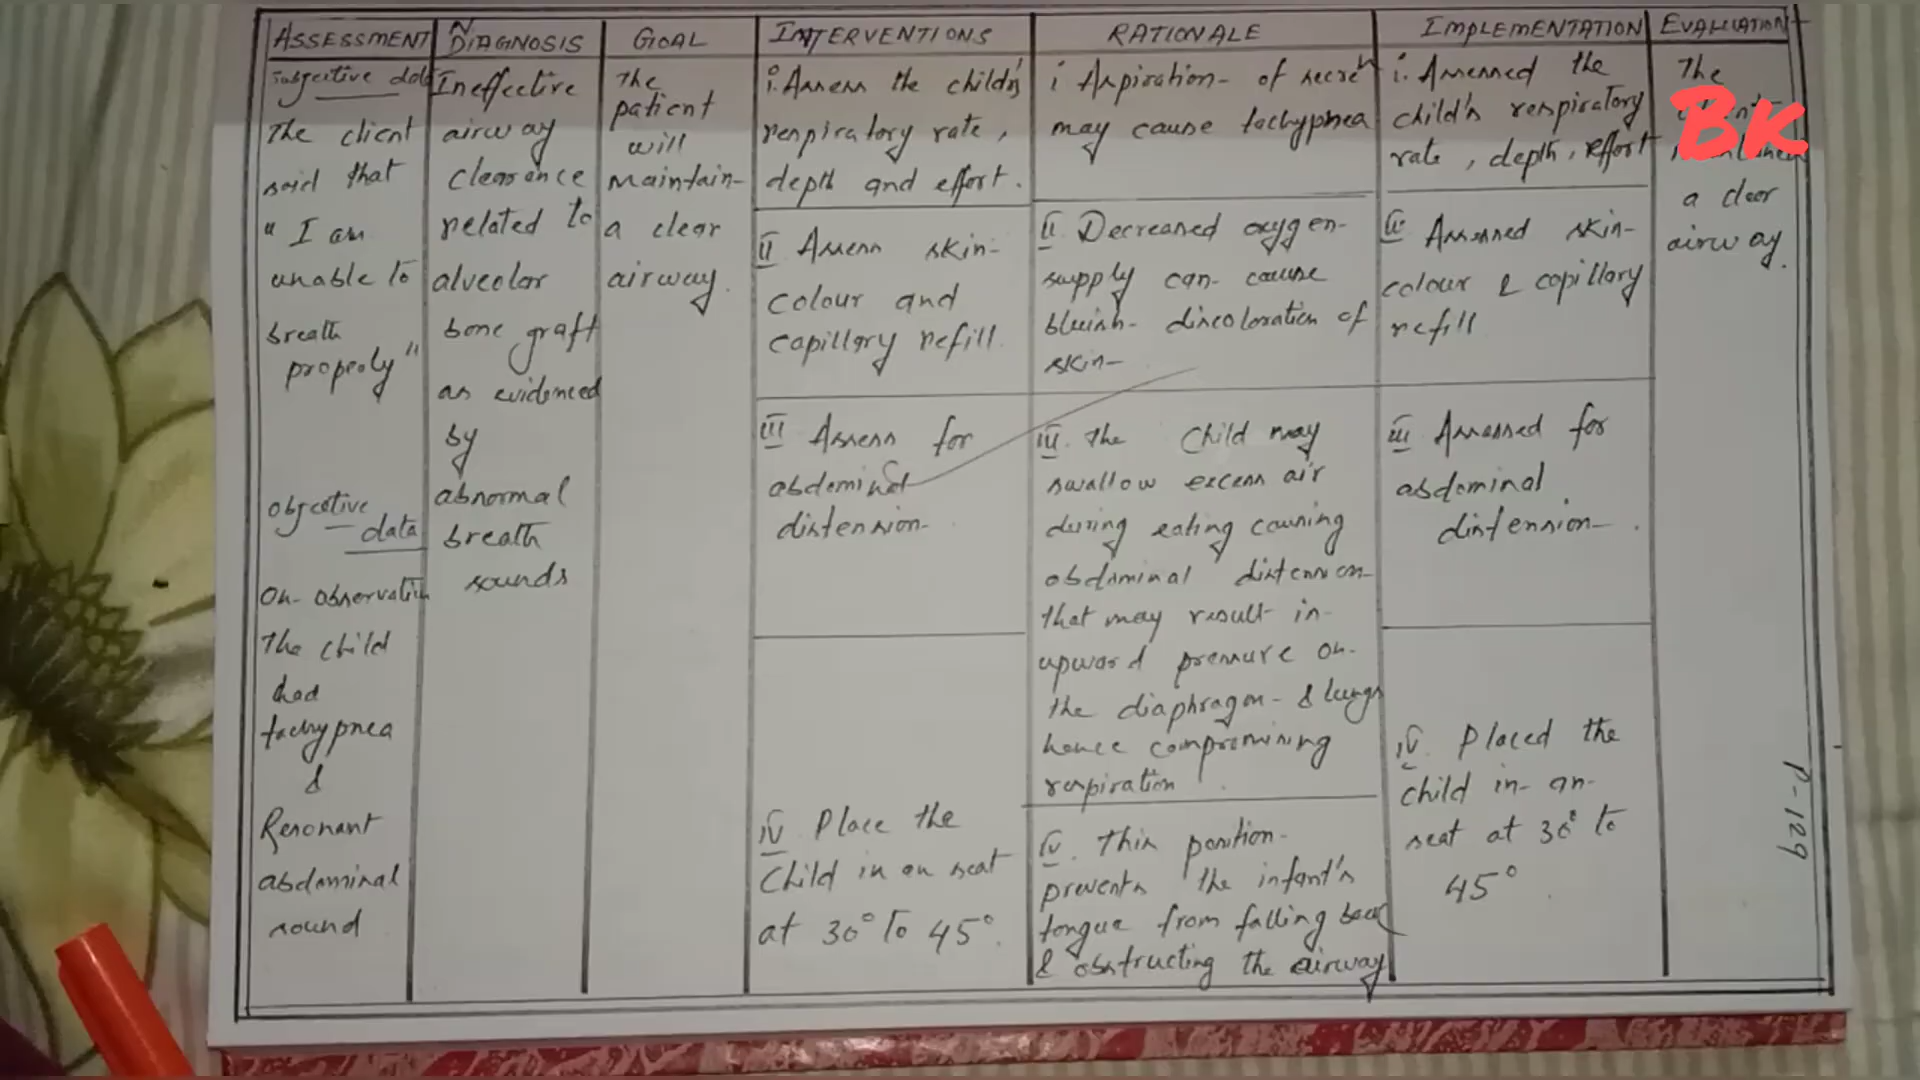 ASSESSMENT
Subjective data
The client
said that
" I am
unable to
breath
properly"
objective
data
On observation
The child
had
tachypnea
&
Resonant
abdominal
sound
DIAGNOSIS
Ineffective
airway
clearance
related to
alveolar
bone graft
as evidenced
by
abnormal
breath
sounds
GOAL
The
patient
will
maintain
a clear
airway.
INTERVENTIONS
i. Assess the child's
respiratory rate,
depth and effort.
ii Assess skin
colour and
capillary refill.
iii Assess for
abdominal
distension
iv Place the
child in an seat
at 30° to 45°.
RATIONALE
i Aspiration of
may cause tachypnea
ii. Decreased oxygen
supply can cause
bluish discoloration of
skin
iii. The child may
swallow excess air
during eating causing
abdominal distension
that may result in
upward pressure on
the diaphragm & lungs
hence compromising
respiration
iv. This position
prevents the infant's
tongue from falling back
& obstructing the airway
IMPLEMENTATION
i. Assessed the
child's respiratory
rate, depth, effort
ii Assessed skin
colour & capillary
refill
iii Assessed for
abdominal
distension.
iv. Placed the
child in an
seat at 30° to
45°
EVALUATION
The
a clear
airway.
BK
P-129